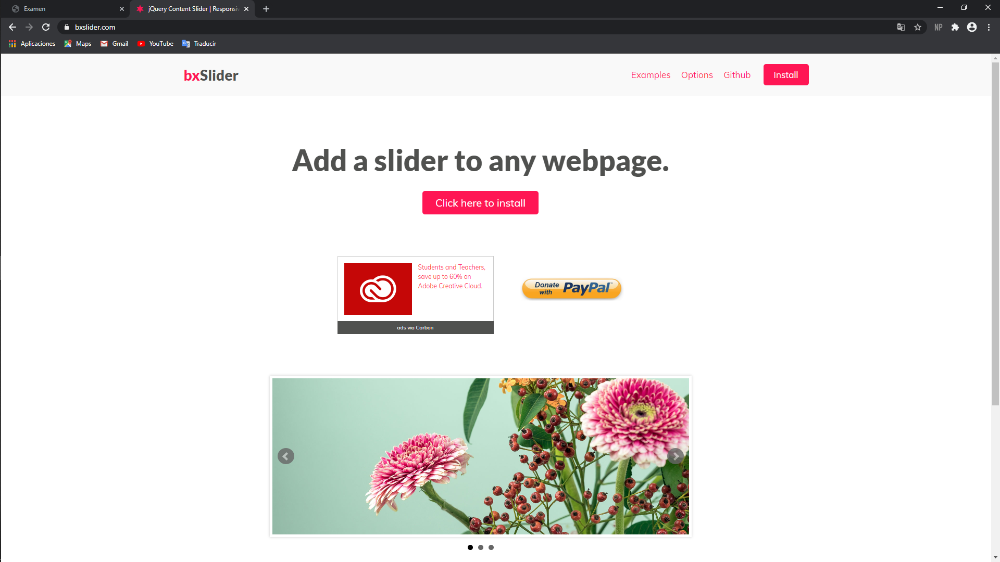 Examen
jQuery Content Slider | Responsiv
bxslider.com
NP
Aplicaciones Maps Gmail YouTube Traducir
bxSlider
Examples Options Github Install
Add a slider to any webpage.
Click here to install
Students and Teachers,
save up to 60% on
Adobe Creative Cloud.
ads via Carbon
Donate
with
PayPal™